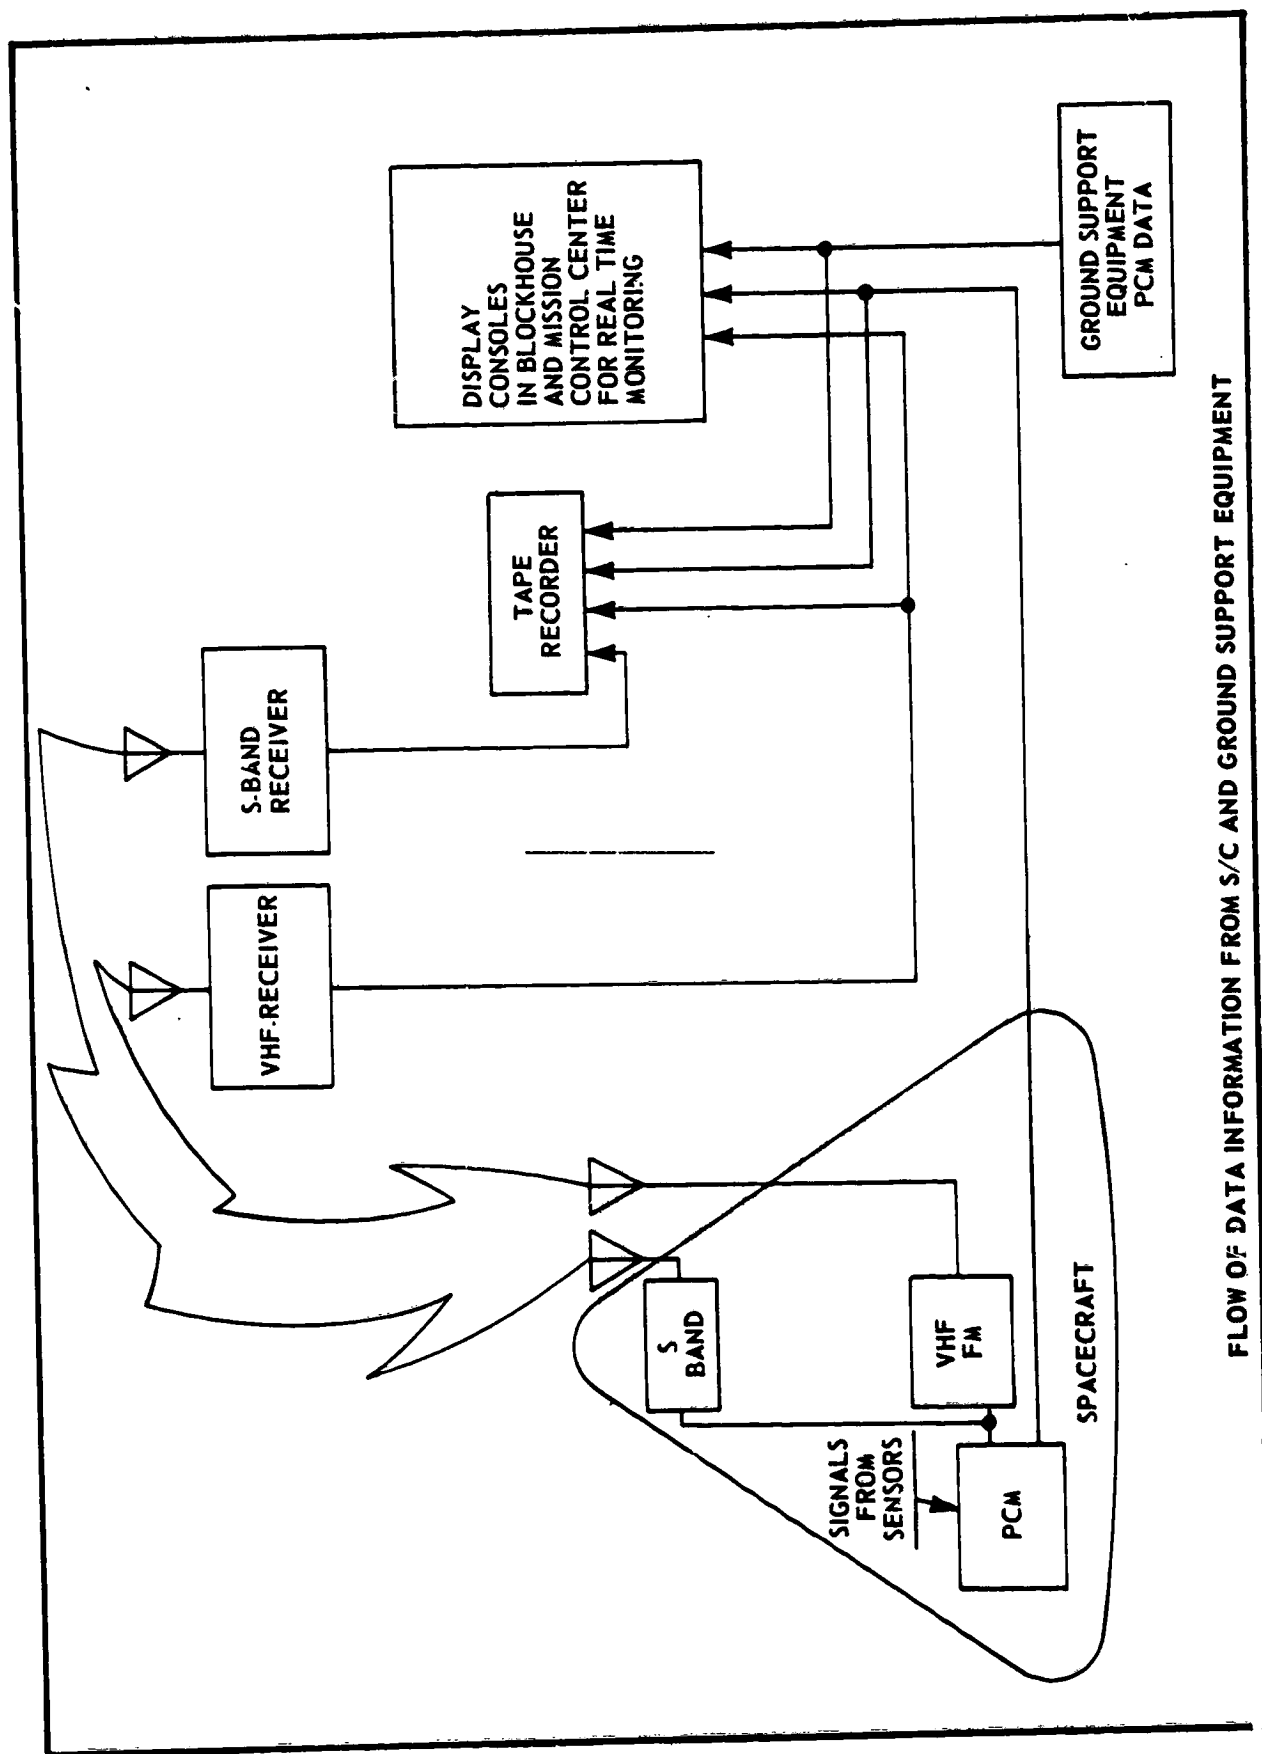 S-BAND
RECEIVER
VHF-RECEIVER
DISPLAY
CONSOLES
IN BLOCKHOUSE
AND MISSION
CONTROL CENTER
FOR REAL TIME
MONITORING
TAPE
RECORDER
S
BAND
VHF
FM
SIGNALS
FROM
SENSORS
PCM
SPACECRAFT
GROUND SUPPORT
EQUIPMENT
PCM DATA
FLOW OF DATA INFORMATION FROM S/C AND GROUND SUPPORT EQUIPMENT